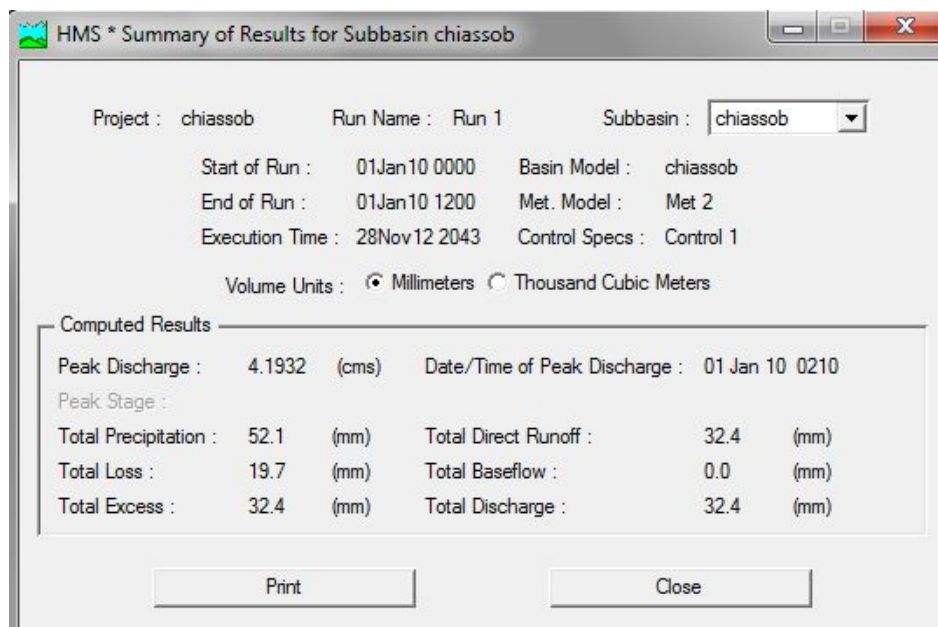 HMS * Summary of Results for Subbasin chiassob
Project : chiassob Run Name : Run 1 Subbasin : chiassob
Start of Run : 01Jan10 0000 Basin Model : chiassob
End of Run : 01Jan10 1200 Met. Model : Met 2
Execution Time : 28Nov12 2043 Control Specs : Control 1
Volume Units : Millimeters Thousand Cubic Meters
Computed Results
Peak Discharge : 4.1932 (cms) Date/Time of Peak Discharge : 01 Jan 10 0210
Peak Stage :
Total Precipitation : 52.1 (mm) Total Direct Runoff : 32.4 (mm)
Total Loss : 19.7 (mm) Total Baseflow : 0.0 (mm)
Total Excess : 32.4 (mm) Total Discharge : 32.4 (mm)
Print Close